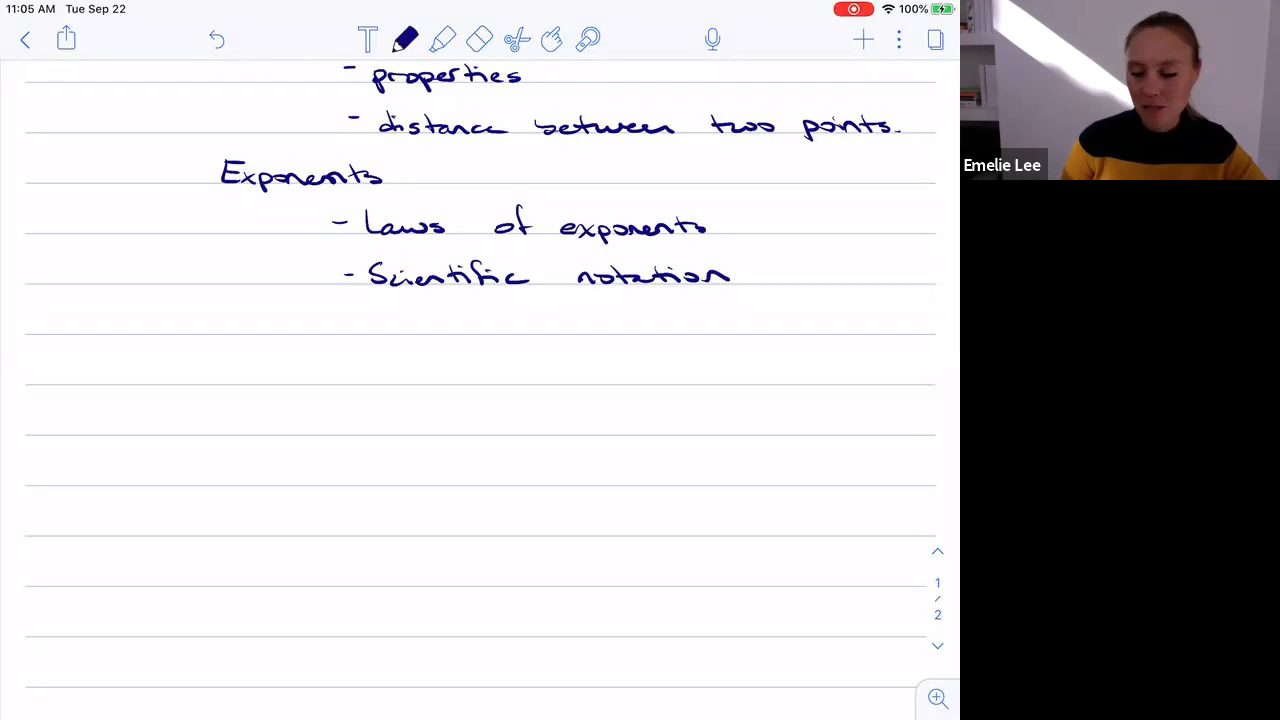 11:05 AM Tue Sep 22
100%
- properties
- distance between two points.
Exponents
- Laws of exponents
- Scientific notation
Emelie Lee
1
/
2